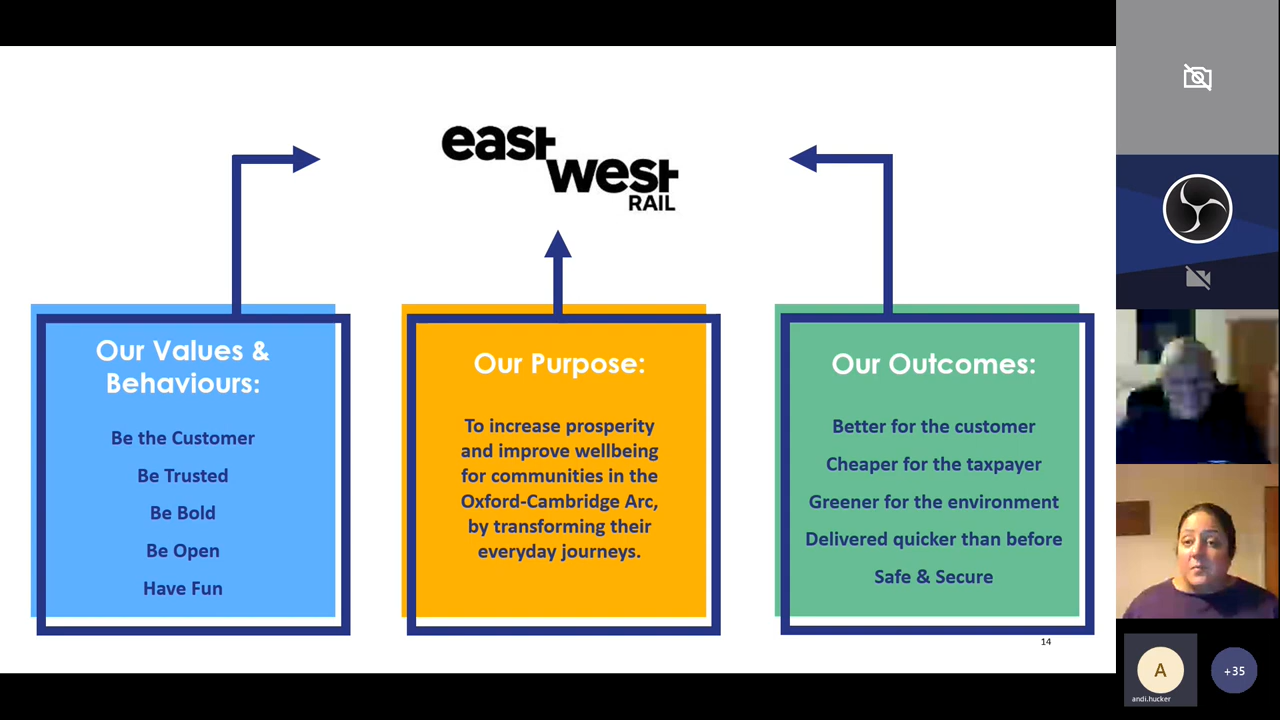 east
west
RAIL
Our Values &
Behaviours:
Be the Customer
Be Trusted
Be Bold
Be Open
Have Fun
Our Purpose:
To increase prosperity
and improve wellbeing
for communities in the
Oxford-Cambridge Arc,
by transforming their
everyday journeys.
Our Outcomes:
Better for the customer
Cheaper for the taxpayer
Greener for the environment
Delivered quicker than before
Safe & Secure
14
A
andi.hucker
+35